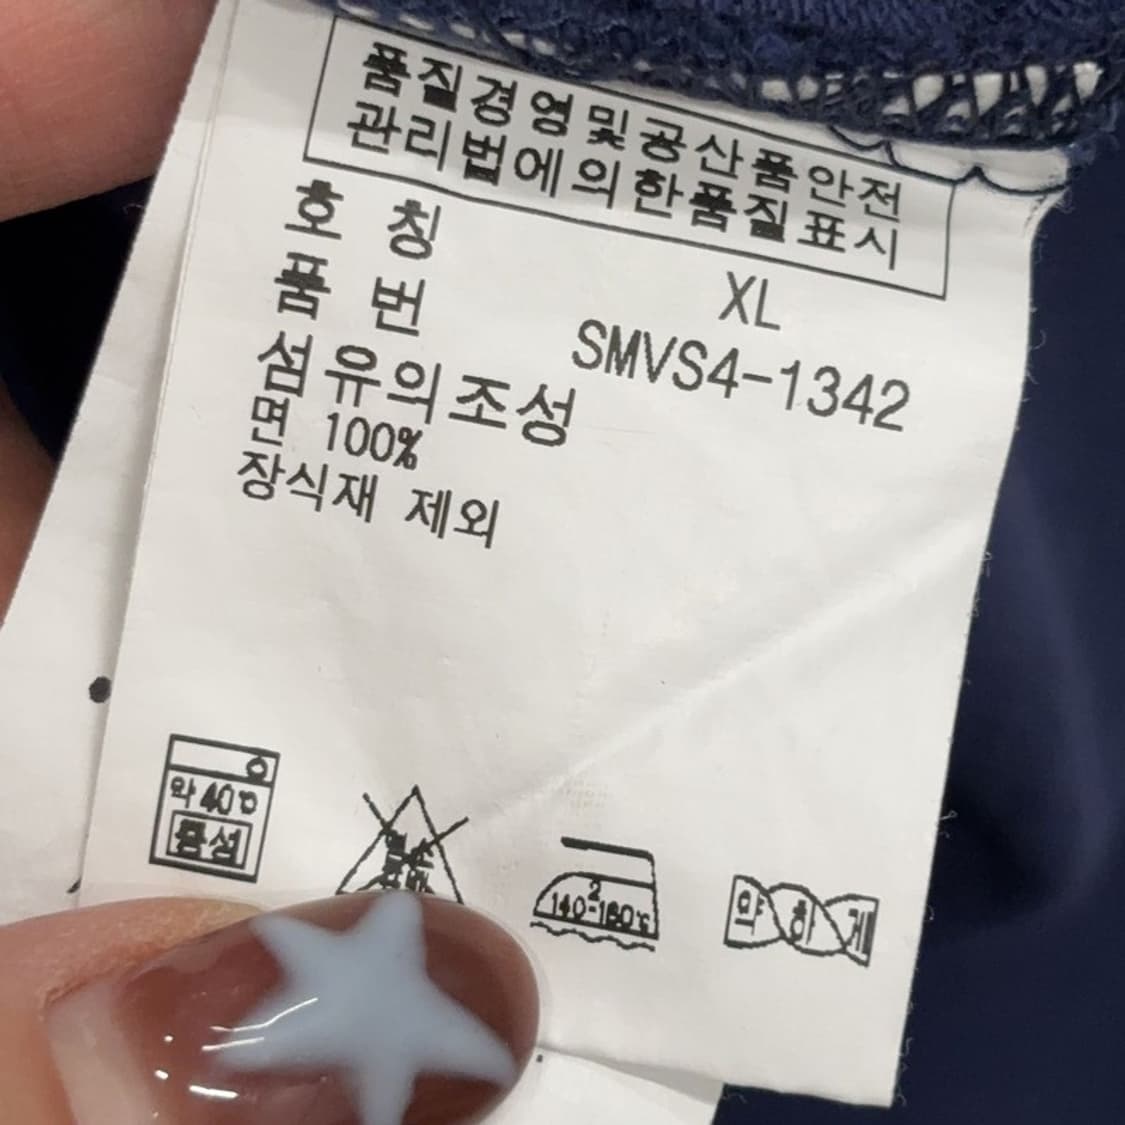 품질경영및공산품안전
관리법에의한품질표시
호 칭 XL
품 번 SMVS4-1342
섬유의조성
면 100%
장식재 제외
약 40℃
중성
2
140-160℃
약 하 게